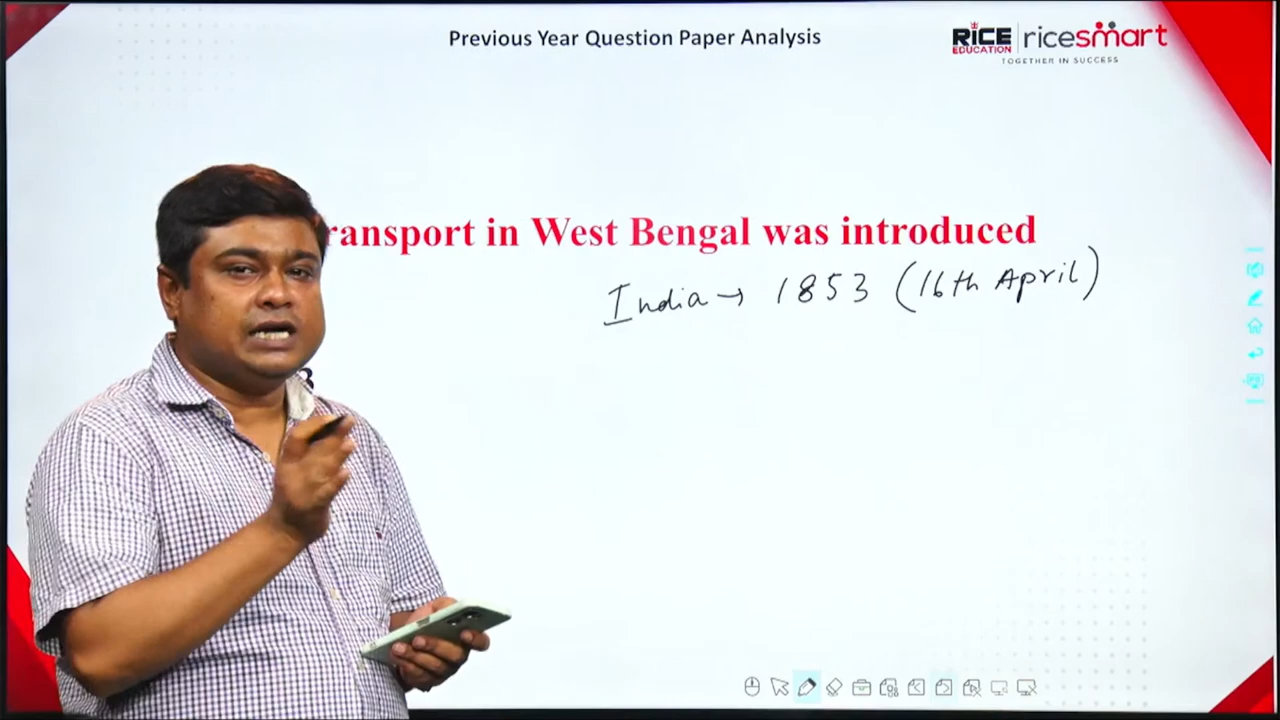 Previous Year Question Paper Analysis
RICE EDUCATION ricesmart
TOGETHER IN SUCCESS
ransport in West Bengal was introduced
India → 1853 (16th April)
3